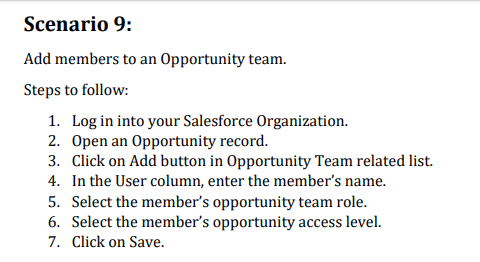 Scenario 9:
Add members to an Opportunity team.
Steps to follow:
1. Log in into your Salesforce Organization.
2. Open an Opportunity record.
3. Click on Add button in Opportunity Team related list.
4. In the User column, enter the member's name.
5. Select the member's opportunity team role.
6. Select the member's opportunity access level.
7. Click on Save.